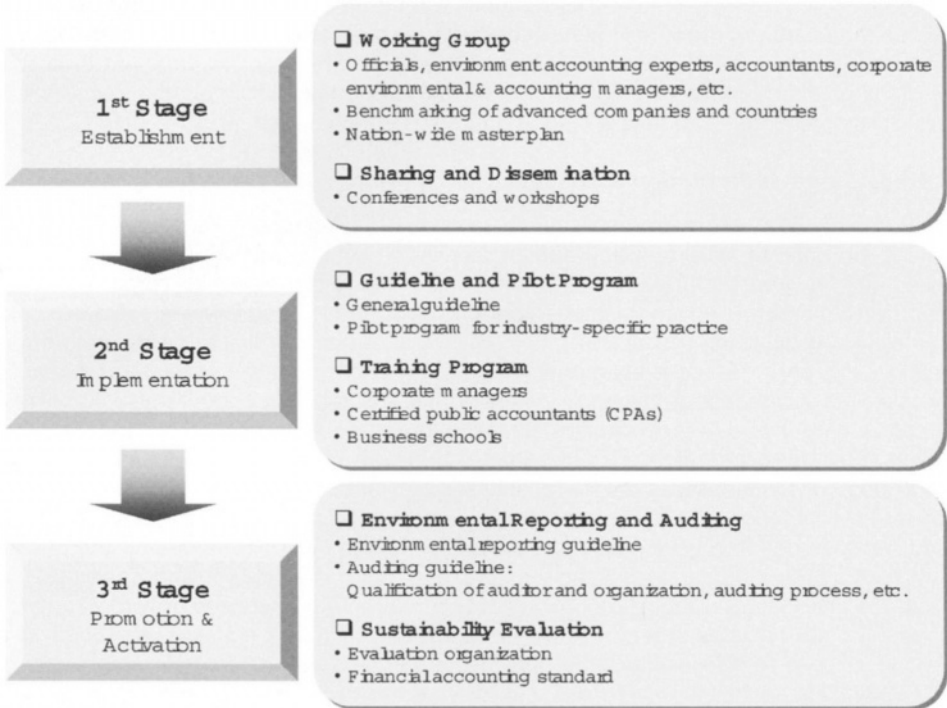 1st Stage
Establishment
❑ Working Group
• Officials, environment accounting experts, accountants, corporate
environmental & accounting managers, etc.
• Benchmarking of advanced companies and countries
• Nation-wide masterplan
❑ Sharing and Dissemination
• Conferences and workshops
2nd Stage
Implementation
❑ Guideline and Pilot Program
• General guideline
• Pilot program for industry-specific practice
❑ Training Program
• Corporate managers
• Certified public accountants (CPAs)
• Business schools
3rd Stage
Promotion &
Activation
❑ Environmental Reporting and Auditing
• Environmental reporting guideline
• Auditing guideline:
Qualification of auditor and organization, auditing process, etc.
❑ Sustainability Evaluation
• Evaluation organization
• Financial accounting standard